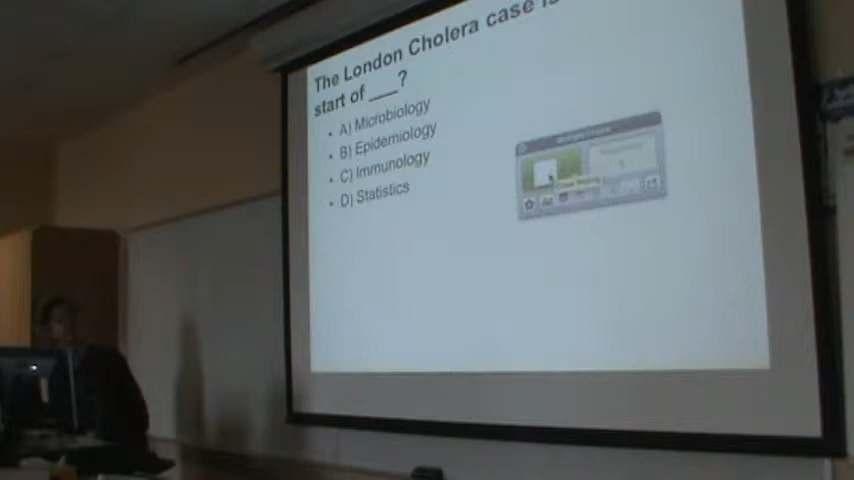 The London Cholera case is
start of ___?
• A) Microbiology
• B) Epidemiology
• C) Immunology
• D) Statistics